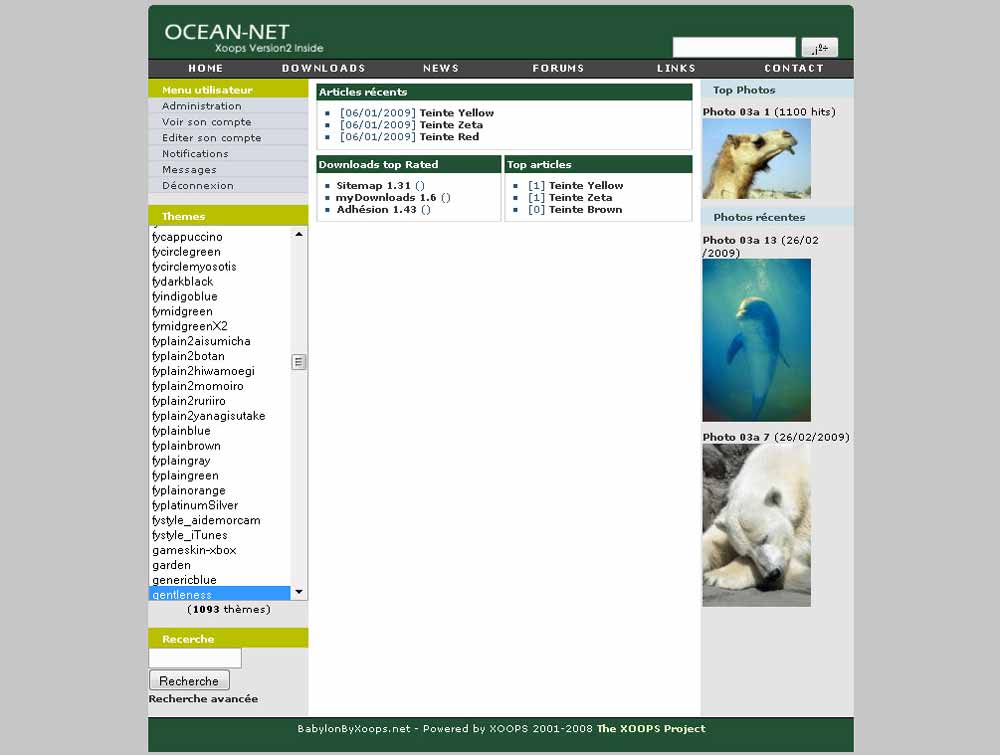 OCEAN-NET
Xoops Version2 Inside
HOME
DOWNLOADS
NEWS
FORUMS
LINKS
CONTACT
Menu utilisateur
Administration
Voir son compte
Editer son compte
Notifications
Messages
Déconnexion
Themes
fycappuccino
fycirclegreen
fycirclemyosotis
fydarkblack
fyindigoblue
fymidgreen
fymidgreenX2
fyplain2aisumicha
fyplain2botan
fyplain2hiwamoegi
fyplain2momoiro
fyplain2ruriiro
fyplain2yanagisutake
fyplainblue
fyplainbrown
fyplaingray
fyplaingreen
fyplainorange
fyplatinumSilver
fystyle_aidemorcam
fystyle_iTunes
gameskin-xbox
garden
genericblue
gentleness
(1093 thèmes)
Recerche
Recherche
Recherche avancée
Articles récents
[06/01/2009] Teinte Yellow
[06/01/2009] Teinte Zeta
[06/01/2009] Teinte Red
Downloads top Rated
Sitemap 1.31 ()
myDownloads 1.6 ()
Adhésion 1.43 ()
Top articles
[1] Teinte Yellow
[1] Teinte Zeta
[0] Teinte Brown
Top Photos
Photo 03a 1 (1100 hits)
Photos récentes
Photo 03a 13 (26/02
/2009)
Photo 03a 7 (26/02/2009)
BabylonByXoops.net - Powered by XOOPS 2001-2008 The XOOPS Project